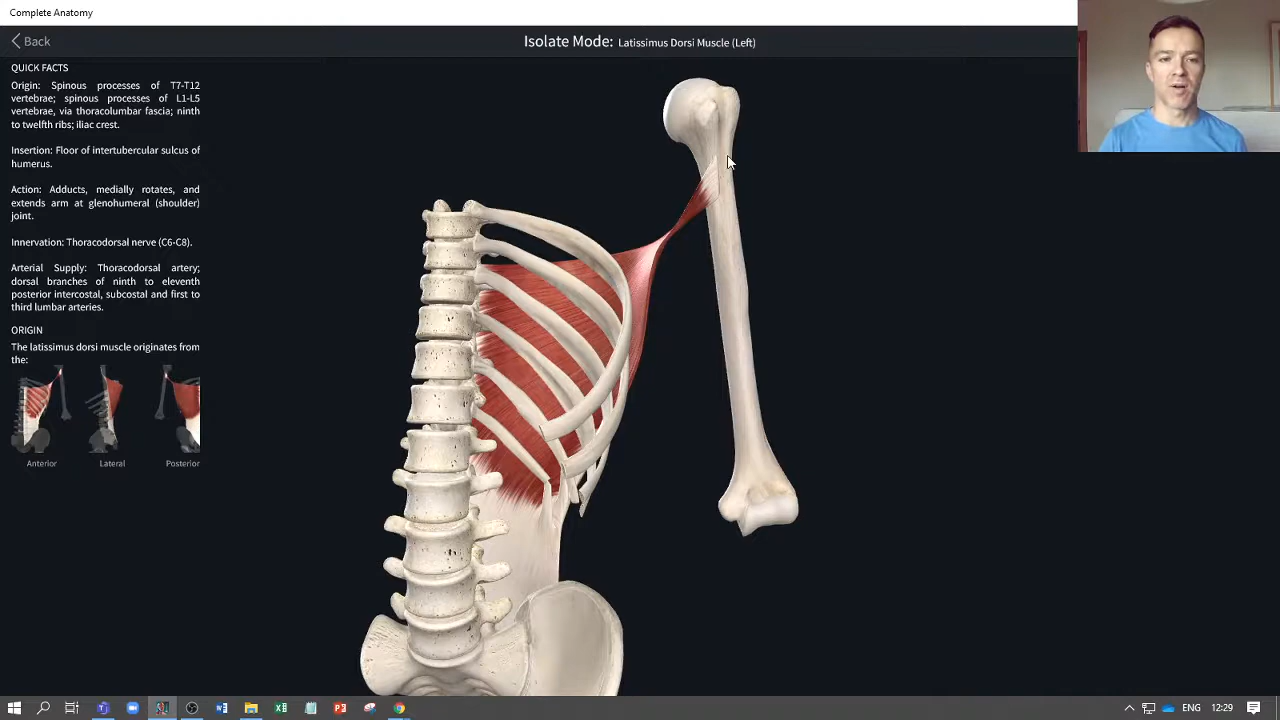 Complete Anatomy
Back
Isolate Mode: Latissimus Dorsi Muscle (Left)
QUICK FACTS
Origin: Spinous processes of T7-T12
vertebrae; spinous processes of L1-L5
vertebrae, via thoracolumbar fascia; ninth
to twelfth ribs; iliac crest.
Insertion: Floor of intertubercular sulcus of
humerus.
Action: Adducts, medially rotates, and
extends arm at glenohumeral (shoulder)
joint.
Innervation: Thoracodorsal nerve (C6-C8).
Arterial Supply: Thoracodorsal artery;
dorsal branches of ninth to eleventh
posterior intercostal, subcostal and first to
third lumbar arteries.
ORIGIN
The latissimus dorsi muscle originates from
the:
Anterior Lateral Posterior
ENG 12:29